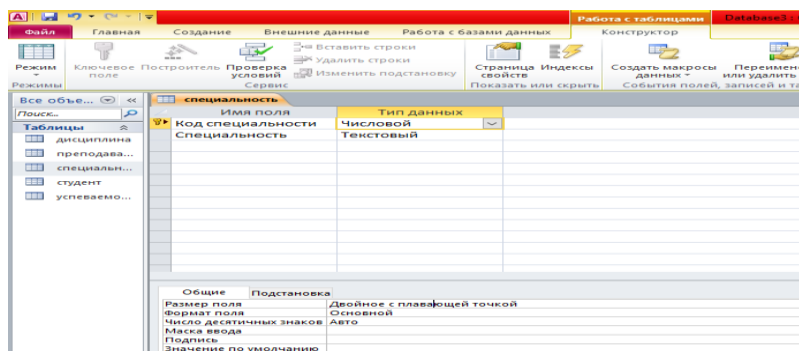 Работа с таблицами Database3 :
Файл Главная Создание Внешние данные Работа с базами данных Конструктор
Режим Ключевое поле Построитель Проверка условий Вставить строки Удалить строки Изменить подстановку Страница свойств Индексы Создать макросы данных Переимен или удалить
Режимы Сервис Показать или скрыть События полей, записей и та
Все объе... «
Поиск...
Таблицы
дисциплина
преподава...
специальн...
студент
успеваемо...
специальность
Имя поля Тип данных
Код специальности Числовой
Специальность Текстовый
Общие Подстановка
Размер поля Двойное с плавающей точкой
Формат поля Основной
Число десятичных знаков Авто
Маска ввода
Подпись
Значение по умолчанию